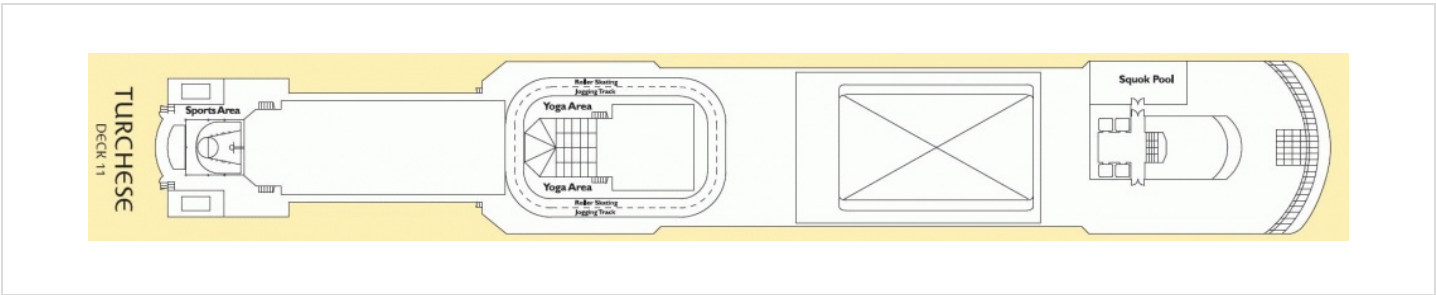 TURCHESE
DECK 11
Sports Area
Roller Skating
Jogging Track
Yoga Area
Yoga Area
Roller Skating
Jogging Track
Squok Pool